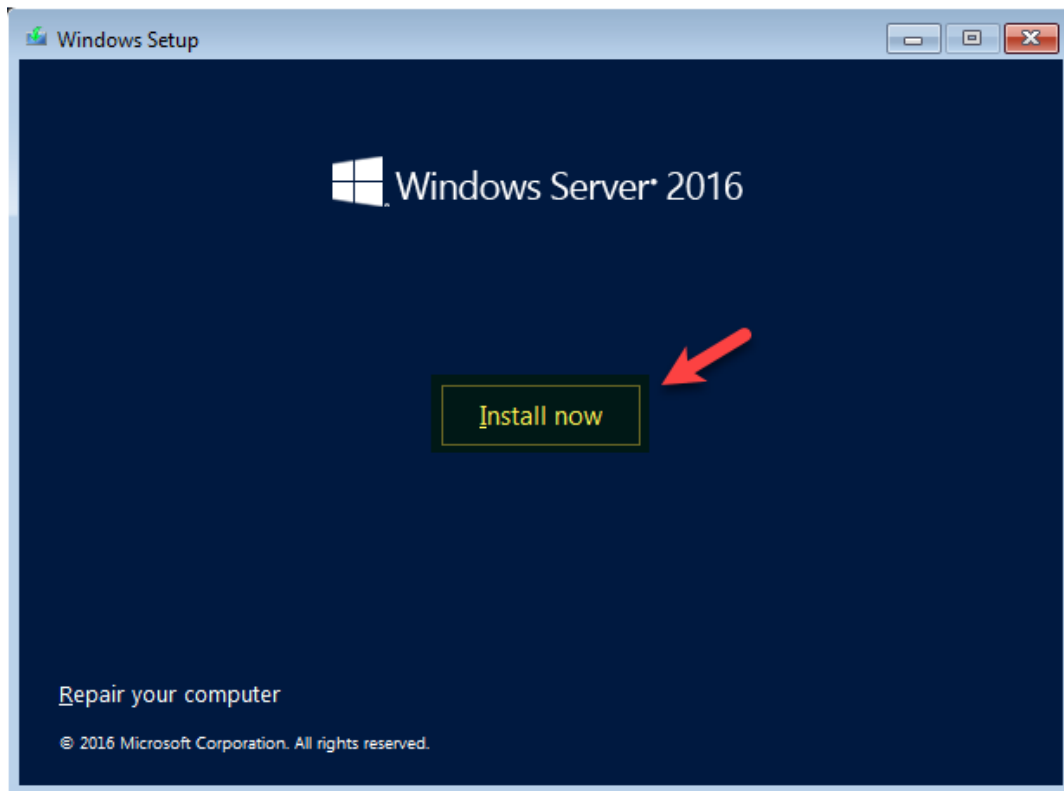 Windows Setup
Windows Server® 2016
Install now
Repair your computer
© 2016 Microsoft Corporation. All rights reserved.